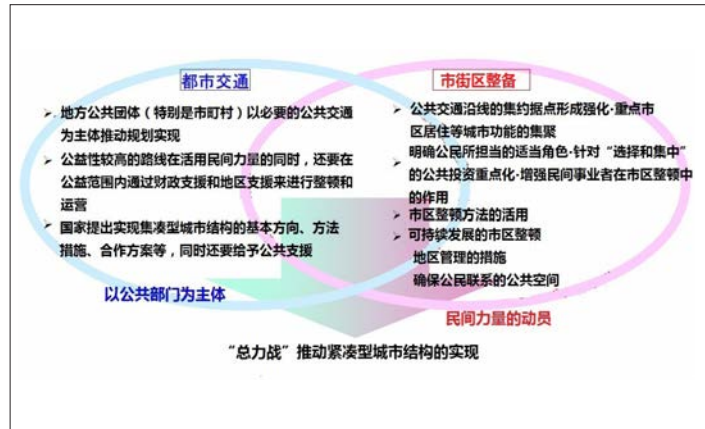 都市交通
➢ 地方公共团体（特别是市町村）以必要的公共交通
为主体推动规划实现
➢ 公益性较高的路线在活用民间力量的同时，还要在
公益范围内通过财政支援和地区支援来进行整顿和
运营
➢ 国家提出实现集凑型城市结构的基本方向、方法
措施、合作方案等，同时还要给予公共支援
以公共部门为主体
市街区整备
➢ 公共交通沿线的集约据点形成强化·重点市
区居住等城市功能的集聚
➢ 明确公民所担当的适当角色·针对“选择和集中”
的公共投资重点化·增强民间事业者在市区整顿中
的作用
➢ 市区整顿方法的活用
➢ 可持续发展的市区整顿
地区管理的措施
确保公民联系的公共空间
民间力量的动员
“总力战”推动紧凑型城市结构的实现